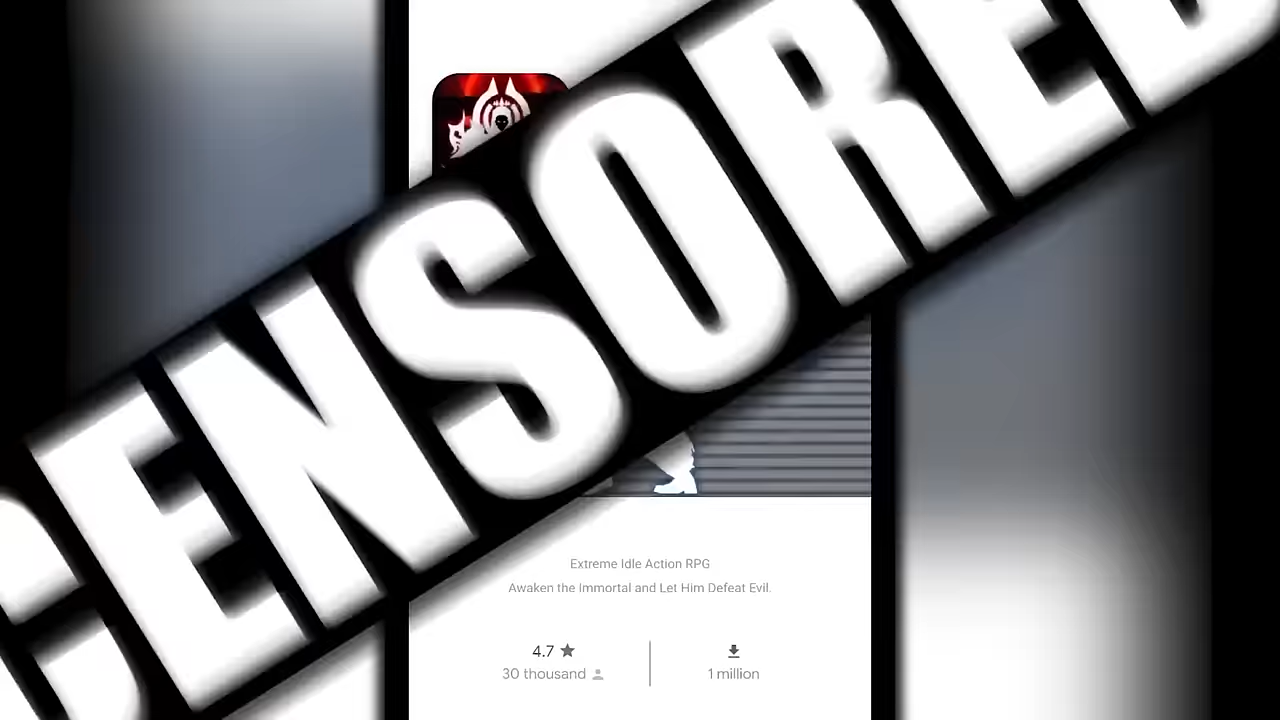 CENSORED
Extreme Idle Action RPG
Awaken the Immortal and Let Him Defeat Evil.
4.7
30 thousand
1 million